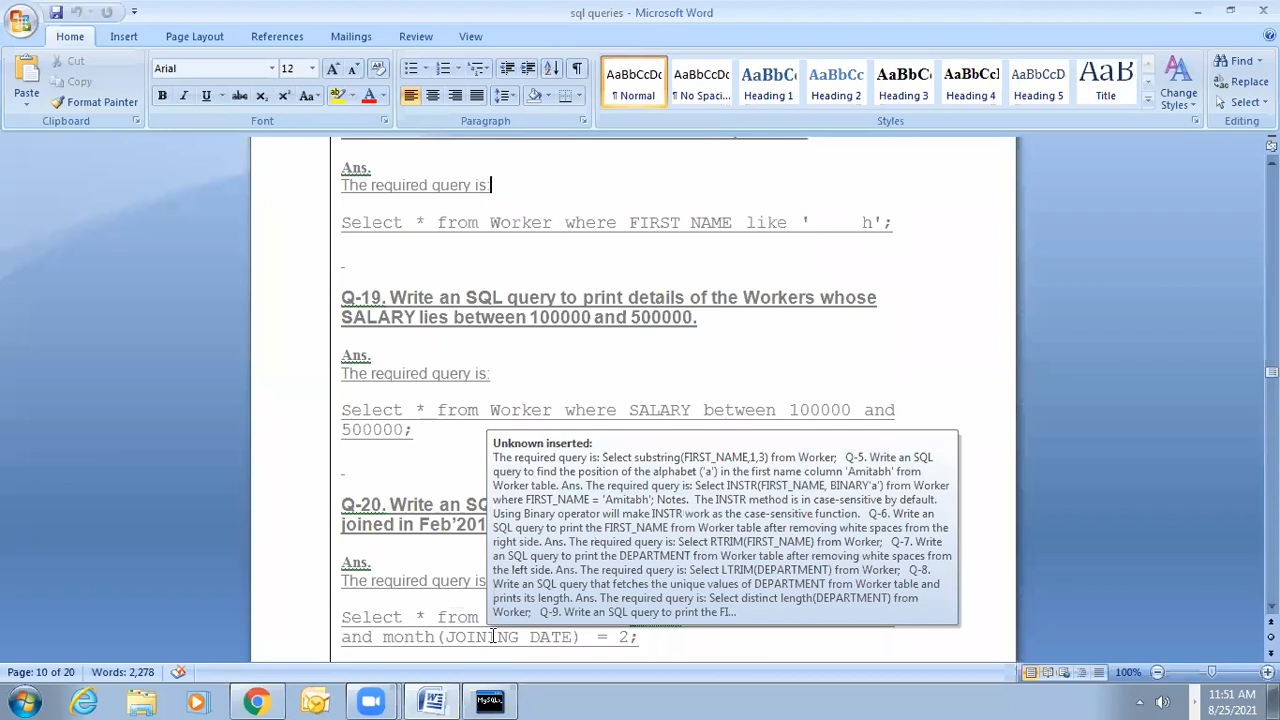 sql queries - Microsoft Word
Home Insert Page Layout References Mailings Review View
Paste
Cut
Copy
Format Painter
Clipboard
Arial 12
Font
Paragraph
AaBbCcDc AaBbCcDc AaBbC AaBbCc AaBbC AaBbCcI AaBbCcD AaB
¶ Normal ¶ No Spaci... Heading 1 Heading 2 Heading 3 Heading 4 Heading 5 Title
Styles
Change
Styles
Find
Replace
Select
Editing
Ans.
The required query is:
Select * from Worker where FIRST NAME like '     h';
Q-19. Write an SQL query to print details of the Workers whose
SALARY lies between 100000 and 500000.
Ans.
The required query is:
Select * from Worker where SALARY between 100000 and
500000;
Q-20. Write an SQ
joined in Feb’201
Ans.
The required query is
Select * from
and month(JOINING DATE) = 2;
Unknown inserted:
The required query is: Select substring(FIRST_NAME,1,3) from Worker; Q-5. Write an SQL
query to find the position of the alphabet ('a') in the first name column 'Amitabh' from
Worker table. Ans. The required query is: Select INSTR(FIRST_NAME, BINARY'a') from Worker
where FIRST_NAME = 'Amitabh'; Notes. The INSTR method is in case-sensitive by default.
Using Binary operator will make INSTR work as the case-sensitive function. Q-6. Write an
SQL query to print the FIRST_NAME from Worker table after removing white spaces from the
right side. Ans. The required query is: Select RTRIM(FIRST_NAME) from Worker; Q-7. Write
an SQL query to print the DEPARTMENT from Worker table after removing white spaces from
the left side. Ans. The required query is: Select LTRIM(DEPARTMENT) from Worker; Q-8.
Write an SQL query that fetches the unique values of DEPARTMENT from Worker table and
prints its length. Ans. The required query is: Select distinct length(DEPARTMENT) from
Worker; Q-9. Write an SQL query to print the FI...
Page: 10 of 20 Words: 2,278 100%
11:51 AM
8/25/2021